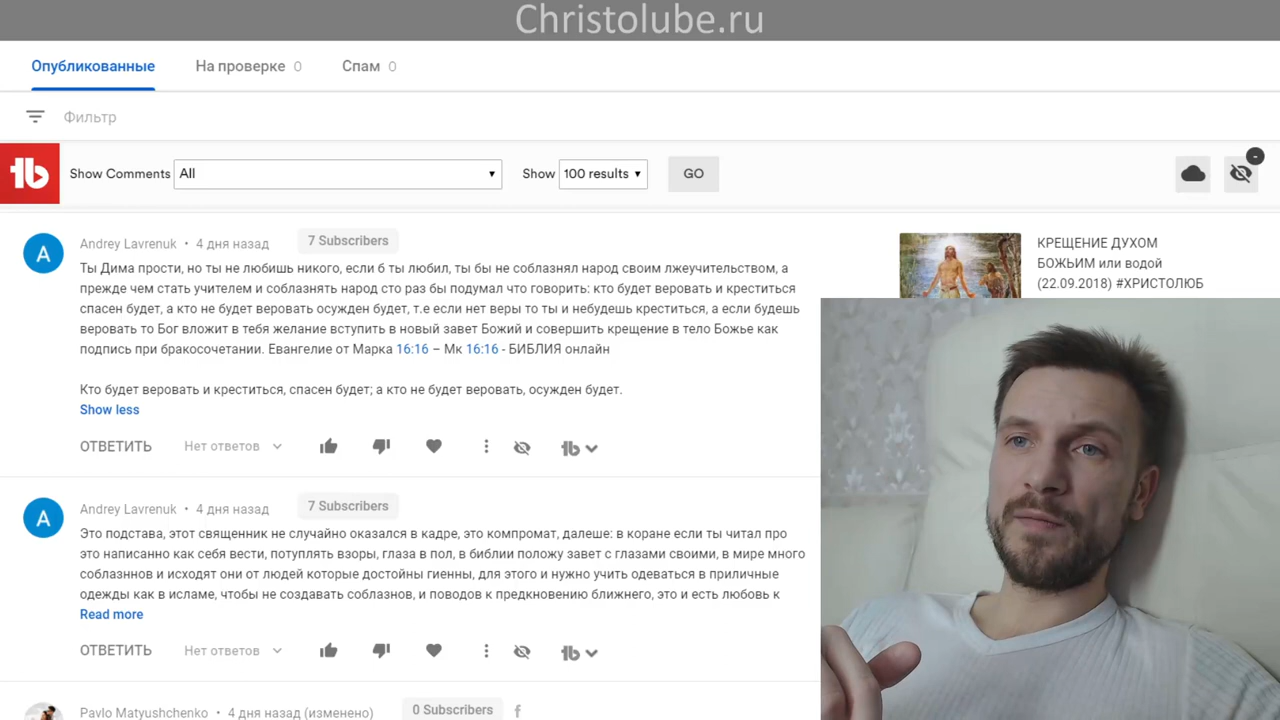 Christolube.ru
Опубликованные На проверке 0 Спам 0
Фильтр
Show Comments All Show 100 results GO
Andrey Lavrenuk • 4 дня назад 7 Subscribers
Ты Дима прости, но ты не любишь никого, если б ты любил, ты бы не соблазнял народ своим лжеучительством, а
прежде чем стать учителем и соблазнять народ сто раз бы подумал что говорить: кто будет веровать и креститься
спасен будет, а кто не будет веровать осужден будет, т.е если нет веры то ты и небудешь креститься, а если будешь
веровать то Бог вложит в тебя желание вступить в новый завет Божий и совершить крещение в тело Божье как
подпись при бракосочетании. Евангелие от Марка 16:16 – Мк 16:16 - БИБЛИЯ онлайн
Кто будет веровать и креститься, спасен будет; а кто не будет веровать, осужден будет.
Show less
ОТВЕТИТЬ Нет ответов
КРЕЩЕНИЕ ДУХОМ
БОЖЬИМ или водой
(22.09.2018) #ХРИСТОЛЮБ
Andrey Lavrenuk • 4 дня назад 7 Subscribers
Это подстава, этот священник не случайно оказался в кадре, это компромат, далеше: в коране если ты читал про
это написанно как себя вести, потуплять взоры, глаза в пол, в библии положу завет с глазами своими, в мире много
соблазннов и исходят они от людей которые достойны гиенны, для этого и нужно учить одеваться в приличные
одежды как в исламе, чтобы не создавать соблазнов, и поводов к предкновению ближнего, это и есть любовь к
Read more
ОТВЕТИТЬ Нет ответов
Pavlo Matyushchenko • 4 дня назад (изменено) 0 Subscribers